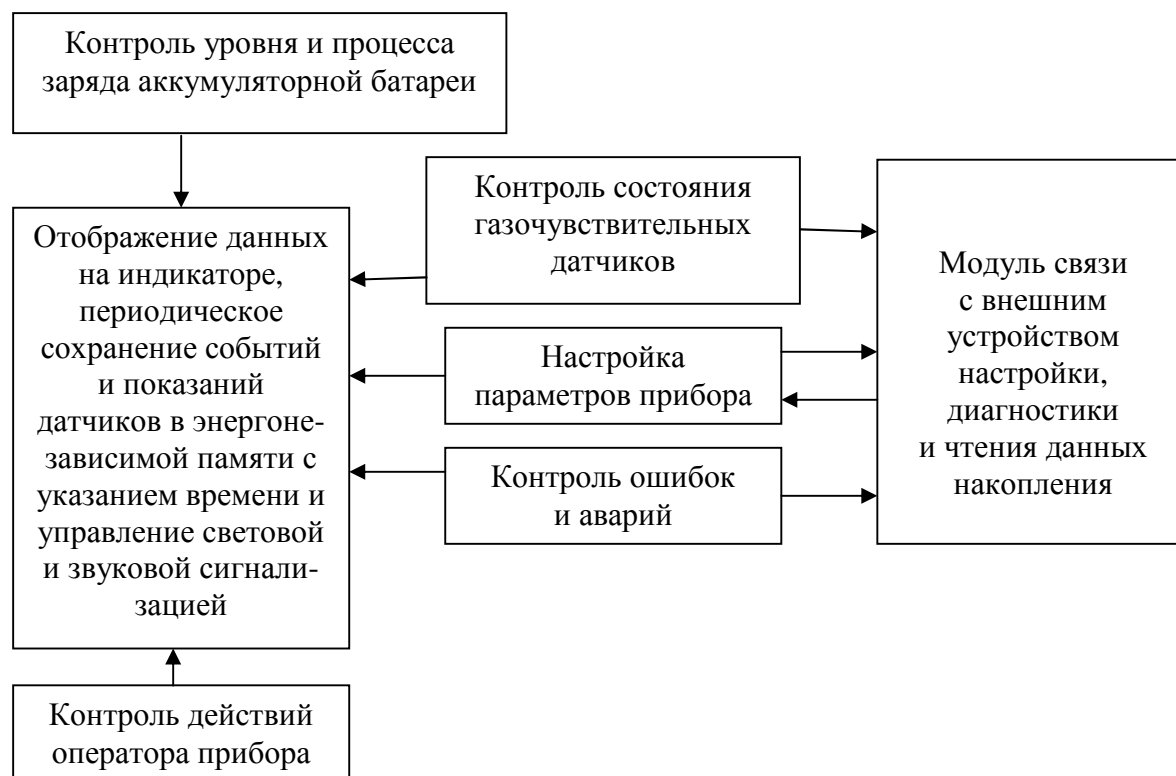 Контроль уровня и процесса
заряда аккумуляторной батареи
Отображение данных
на индикаторе,
периодическое
сохранение событий
и показаний
датчиков в энергоне-
зависимой памяти с
указанием времени и
управление световой
и звуковой сигнали-
зацией
Контроль состояния
газочувствительных
датчиков
Настройка
параметров прибора
Контроль ошибок
и аварий
Модуль связи
с внешним
устройством
настройки,
диагностики
и чтения данных
накопления
Контроль действий
оператора прибора